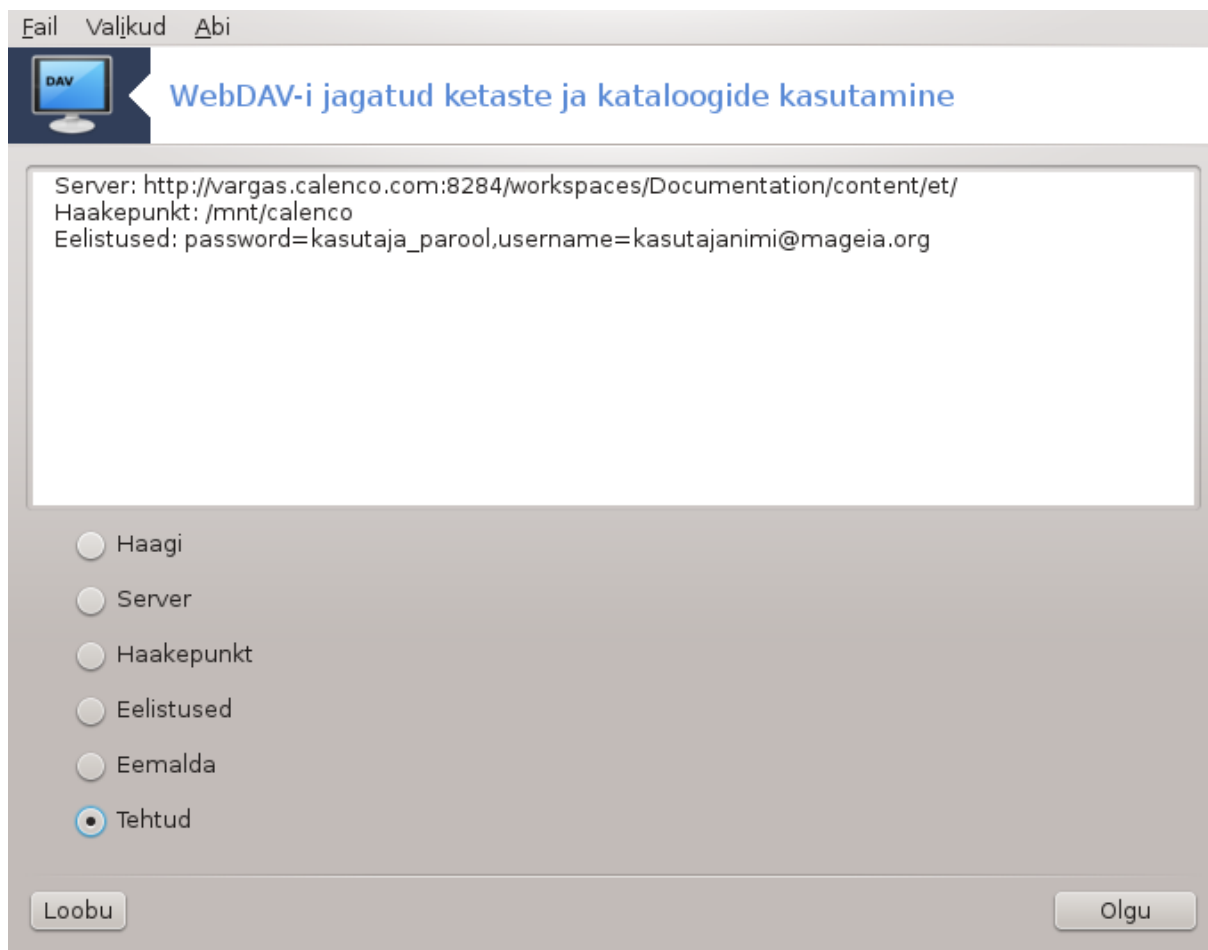 Fail Valikud Abi
DAV
WebDAV-i jagatud ketaste ja kataloogide kasutamine
Server: http://vargas.calenco.com:8284/workspaces/Documentation/content/et/
Haakepunkt: /mnt/calenco
Eelistused: password=kasutaja_parool,username=kasutajanimi@mageia.org
Haagi
Server
Haakepunkt
Eelistused
Eemalda
Tehtud
Loobu Olgu